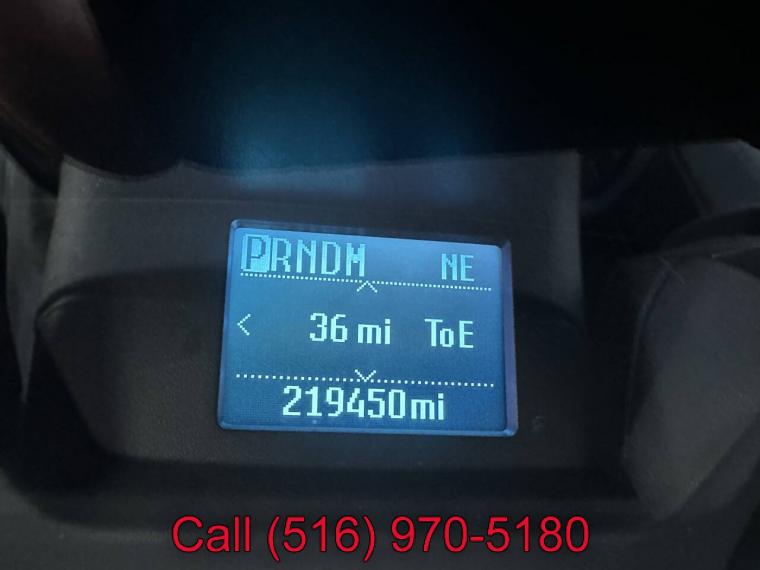 PRNDM NE
< 36 mi ToE
219450mi
Call (516) 970-5180